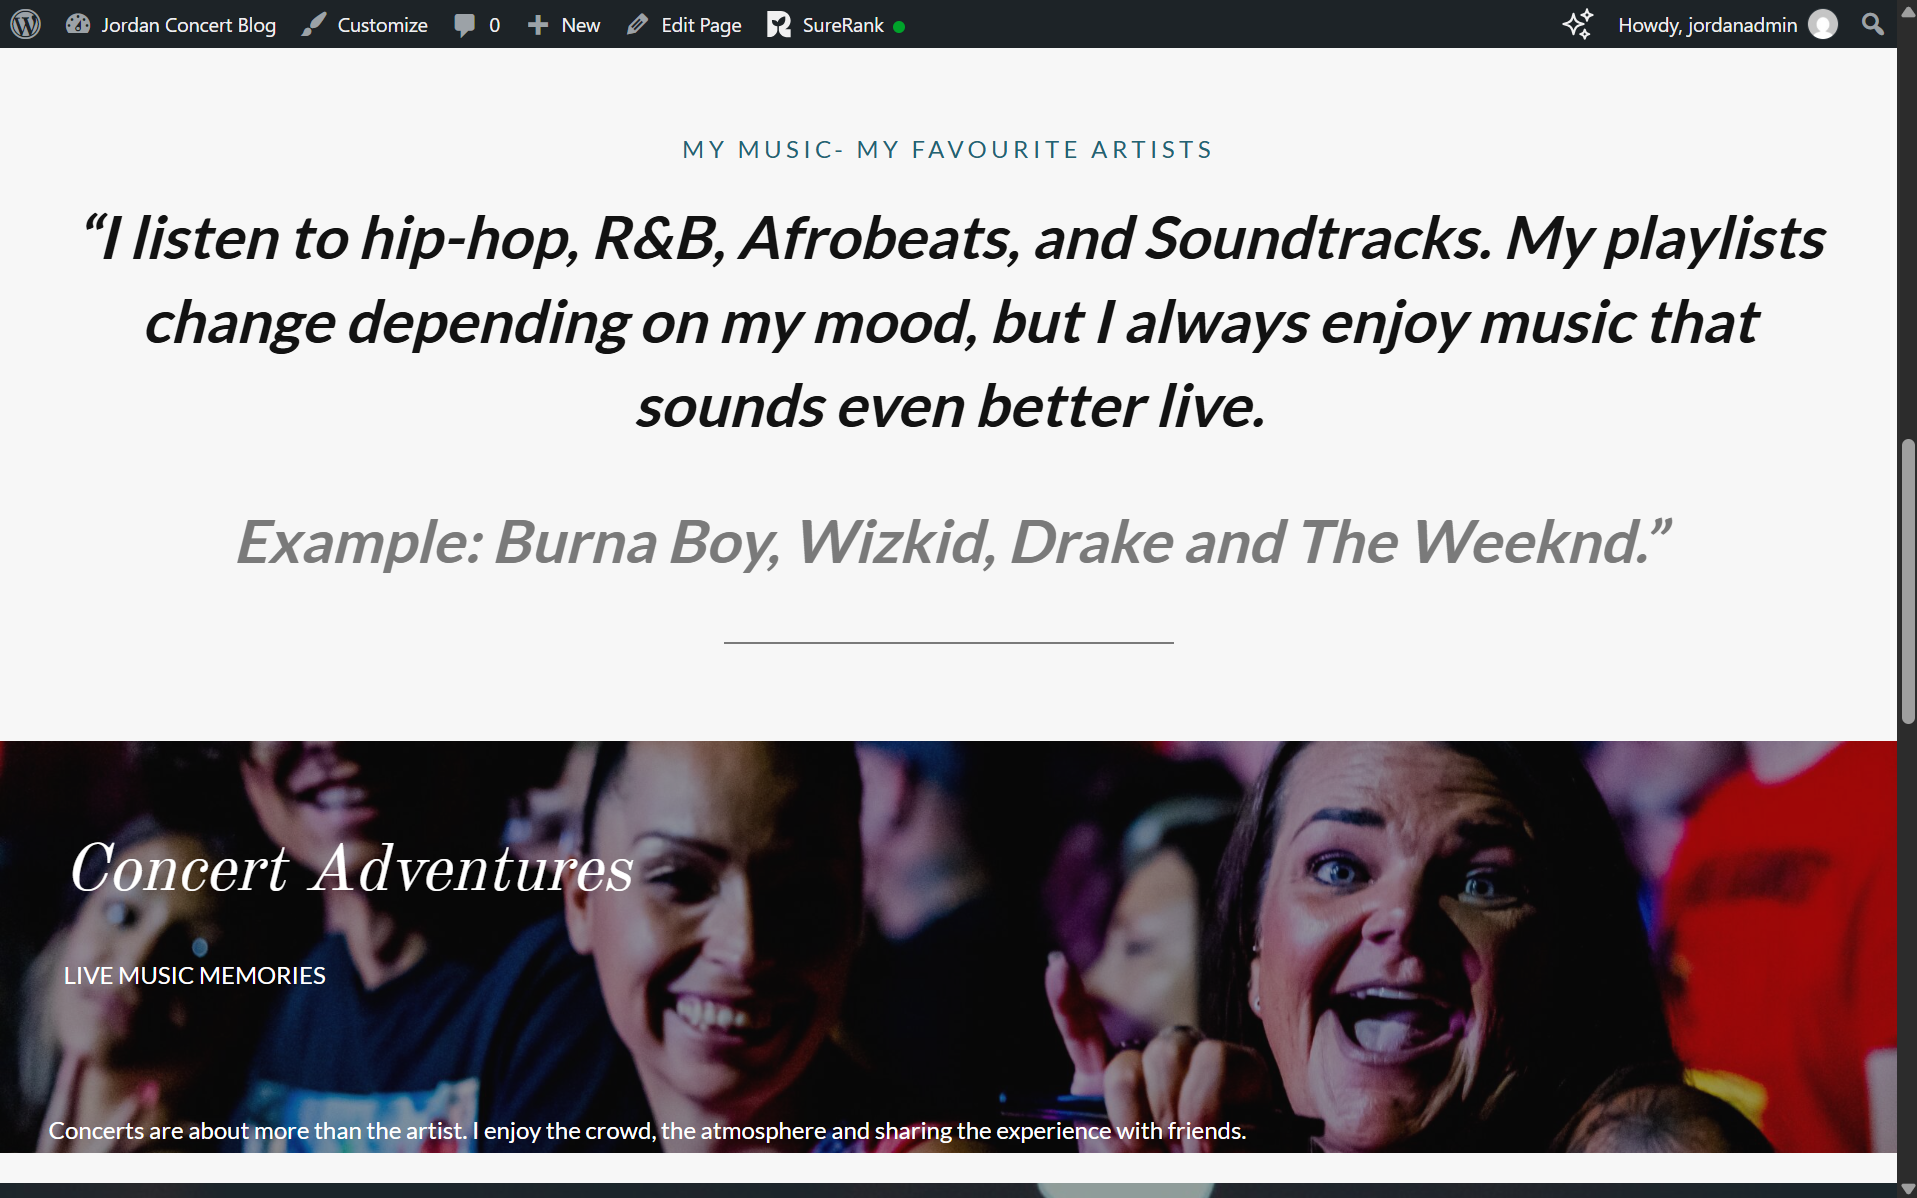 Jordan Concert Blog Customize 0 New Edit Page SureRank Howdy, jordanadmin
MY MUSIC- MY FAVOURITE ARTISTS
“I listen to hip-hop, R&B, Afrobeats, and Soundtracks. My playlists
change depending on my mood, but I always enjoy music that
sounds even better live.
Example: Burna Boy, Wizkid, Drake and The Weeknd.”
Concert Adventures
LIVE MUSIC MEMORIES
Concerts are about more than the artist. I enjoy the crowd, the atmosphere and sharing the experience with friends.